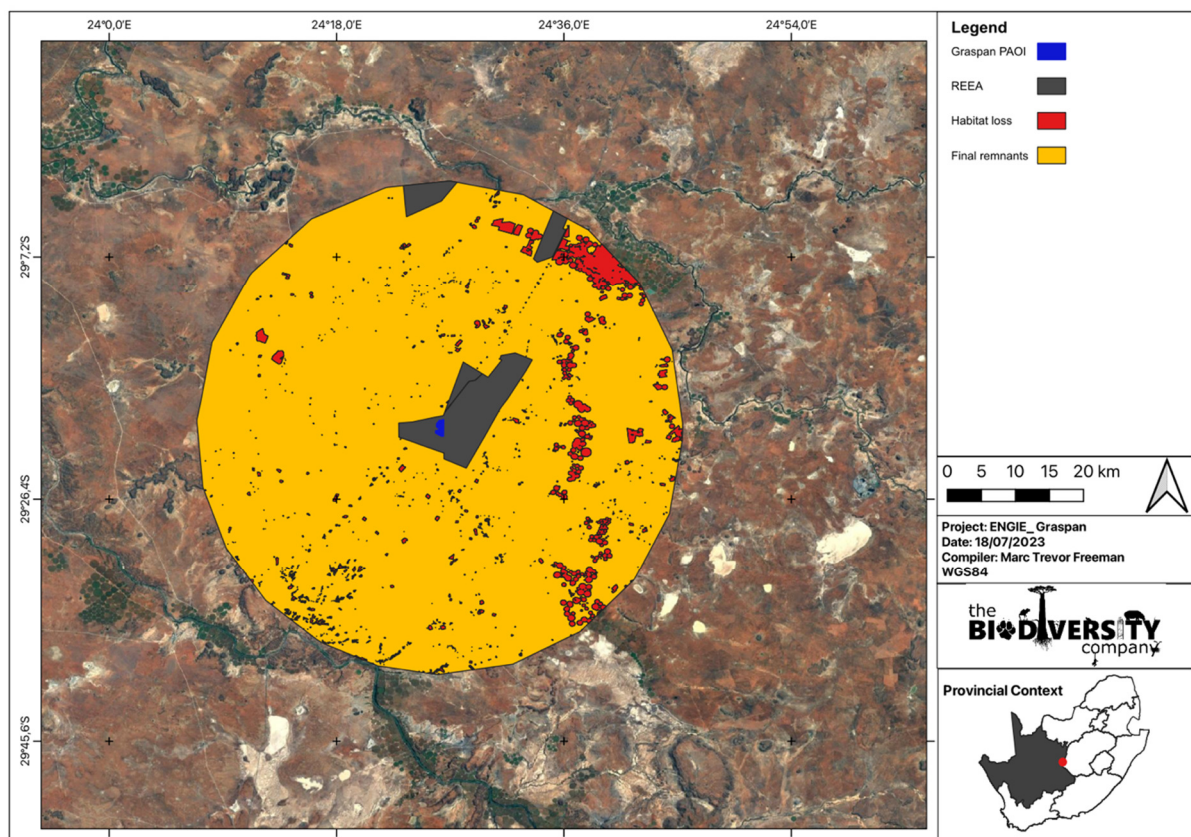 24°0,0'E 24°18,0'E 24°36,0'E 24°54,0'E
29°7,2'S
29°26,4'S
29°45,6'S
Legend
Graspan PAOI
REEA
Habitat loss
Final remnants
0 5 10 15 20 km
Project: ENGIE_Graspan
Date: 18/07/2023
Compiler: Marc Trevor Freeman
WGS84
the
BIODIVERSITY
company
Provincial Context